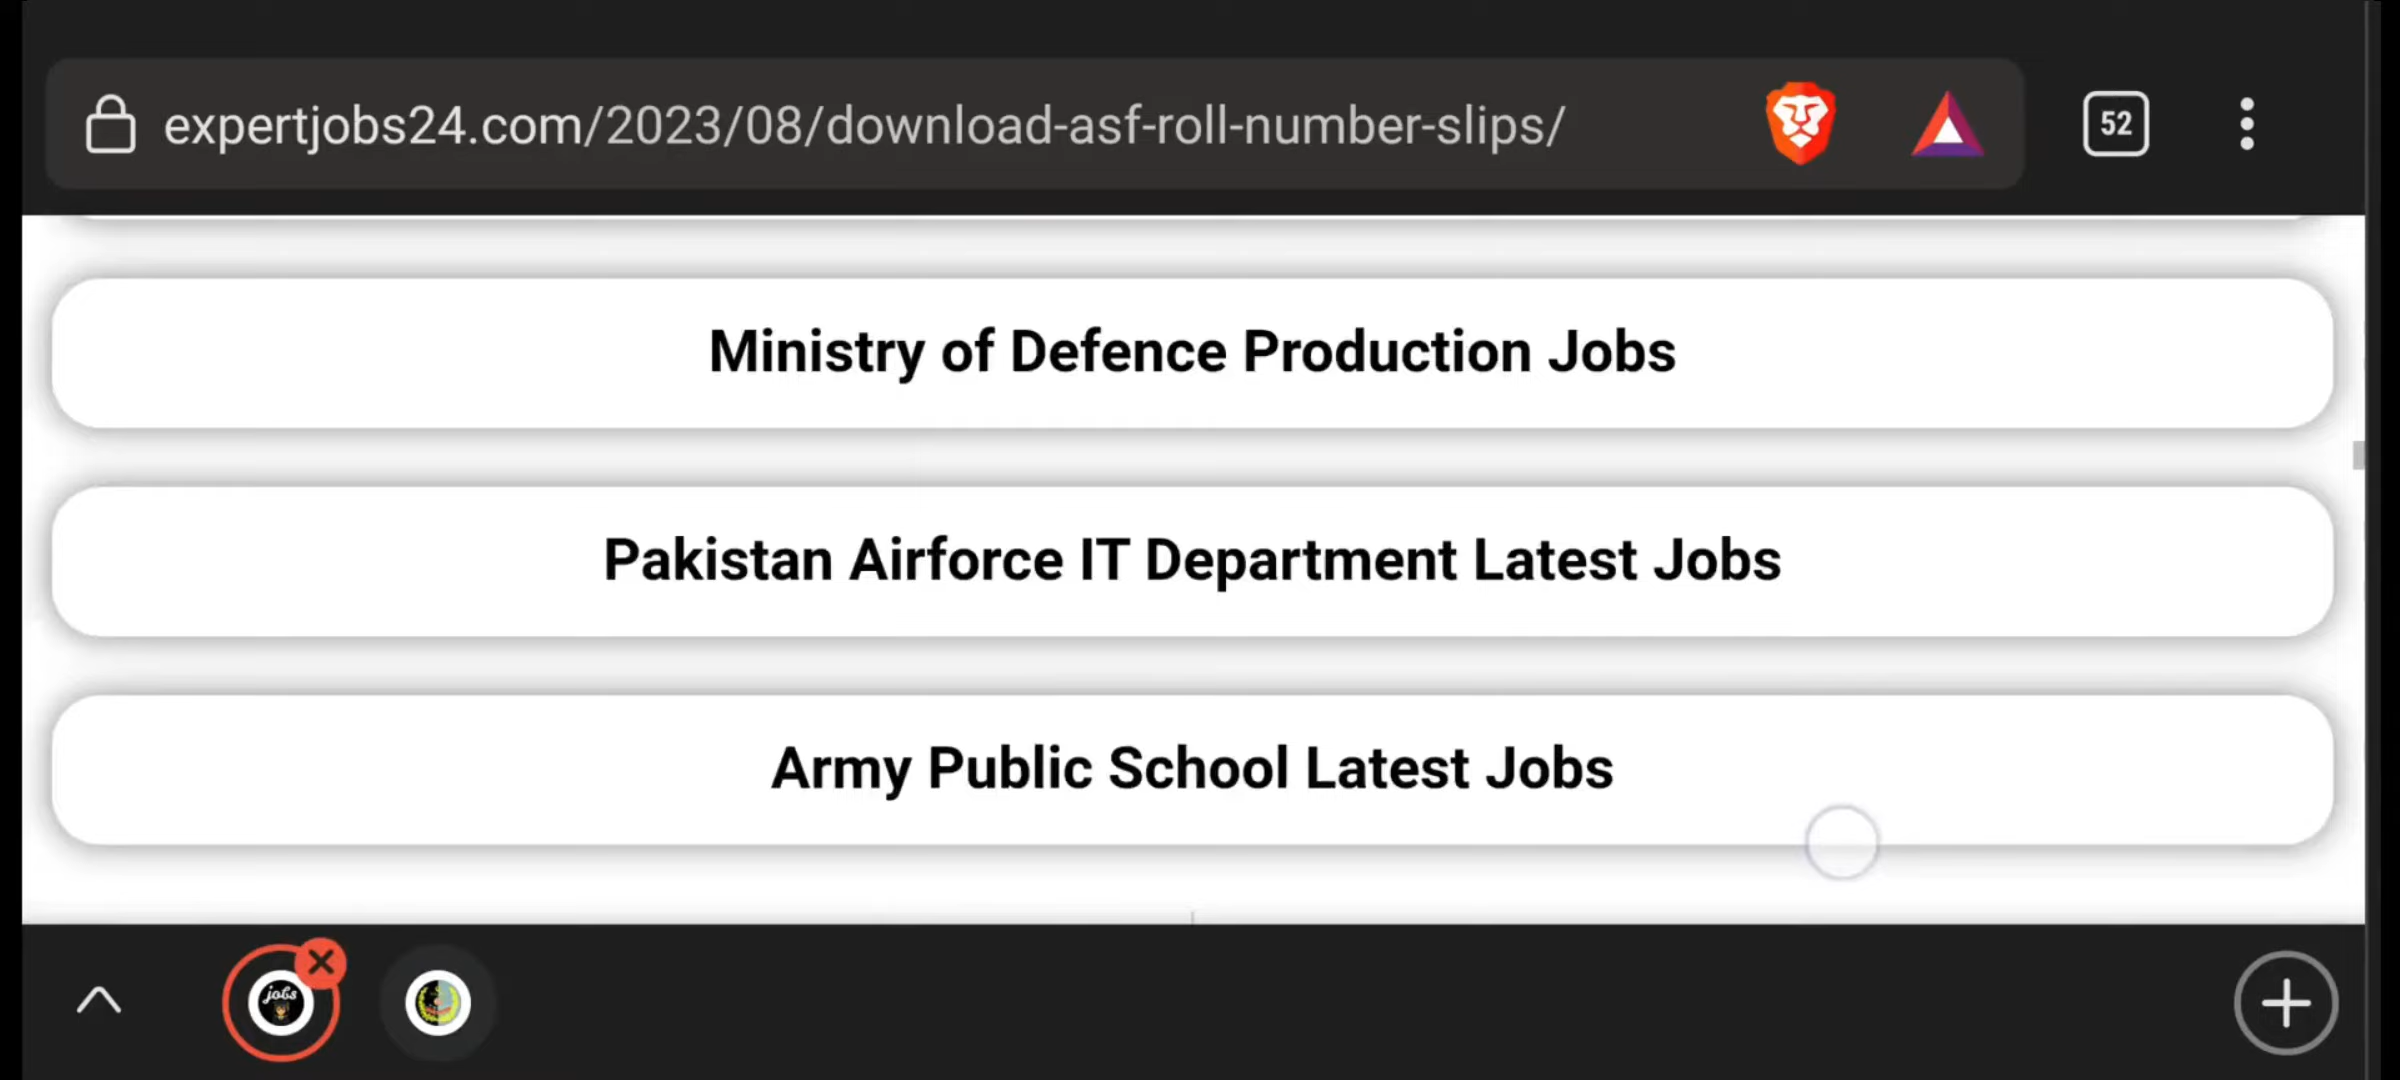 expertjobs24.com/2023/08/download-asf-roll-number-slips/
52
Ministry of Defence Production Jobs
Pakistan Airforce IT Department Latest Jobs
Army Public School Latest Jobs
jobs